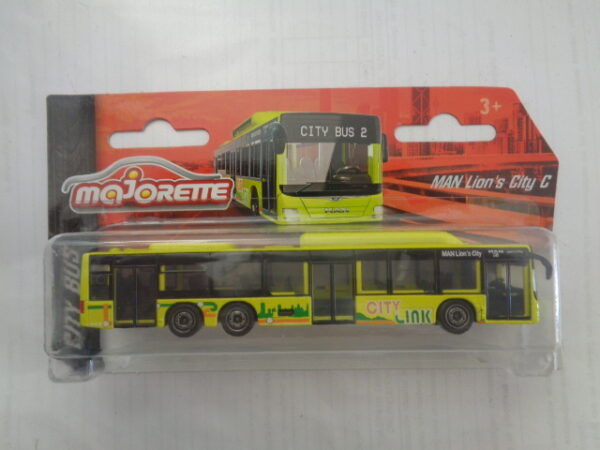 3+
CITY BUS 2
MAJORETTE
MAN Lion's City C
CITY BUS
MAN Lion's City
CITY
LINK